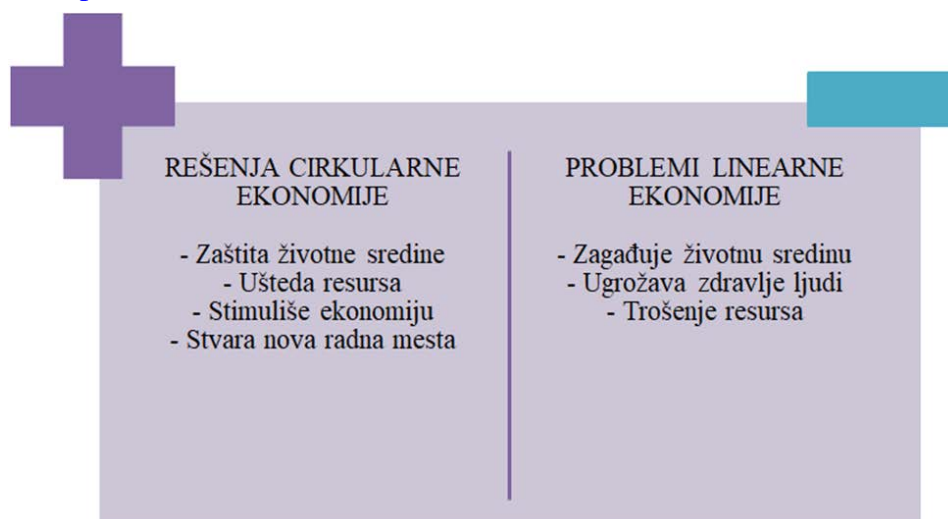 REŠENJA CIRKULARNE
EKONOMIJE
- Zaštita životne sredine
- Ušteda resursa
- Stimuliše ekonomiju
- Stvara nova radna mesta
PROBLEMI LINEARNE
EKONOMIJE
- Zagađuje životnu sredinu
- Ugrožava zdravlje ljudi
- Trošenje resursa